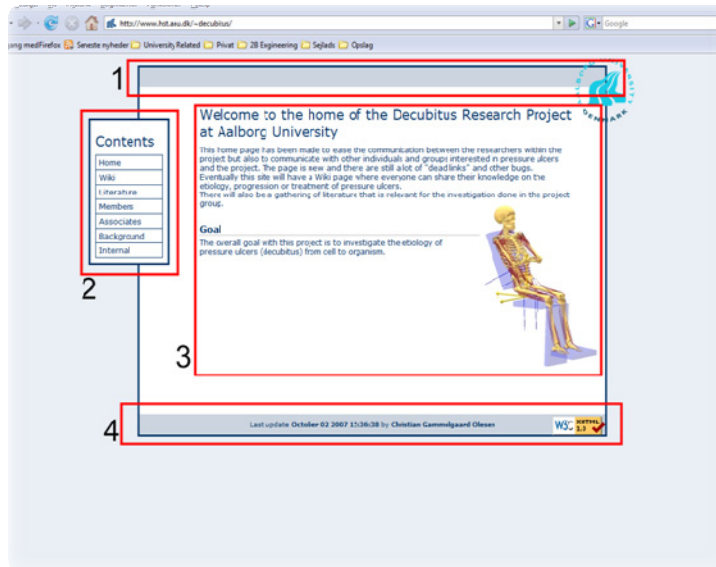 http://www.hst.aau.dk/~decubitus/
Google
gang medFirefox Seneste nyheder University Related Privat 2B Engineering Sejlads Opslag
1
Welcome to the home of the Decubitus Research Project
at Aalborg University
This home page has been made to ease the communication between the researchers within the
project but also to communicate with other individuals and groups interested in pressure ulcers
and the project. The page is new and there are still alot of "dead links" and other bugs.
Eventually this site will have a Wiki page where everyone can share their knowledge on the
etiology, progression or treatment of pressure ulcers.
There will also be a gathering of literature that is relevant for the investigation done in the project
group.
Contents
Home
Wiki
Literature
Members
Associates
Background
Internal
2
Goal
The overall goal with this project is to investigate the etiology of
pressure ulcers (decubitus) from cell to organism.
3
4
Last update October 02 2007 15:36:38 by Christian Gammelgaard Olesen
W3C XHTML 1.0
DENMARK